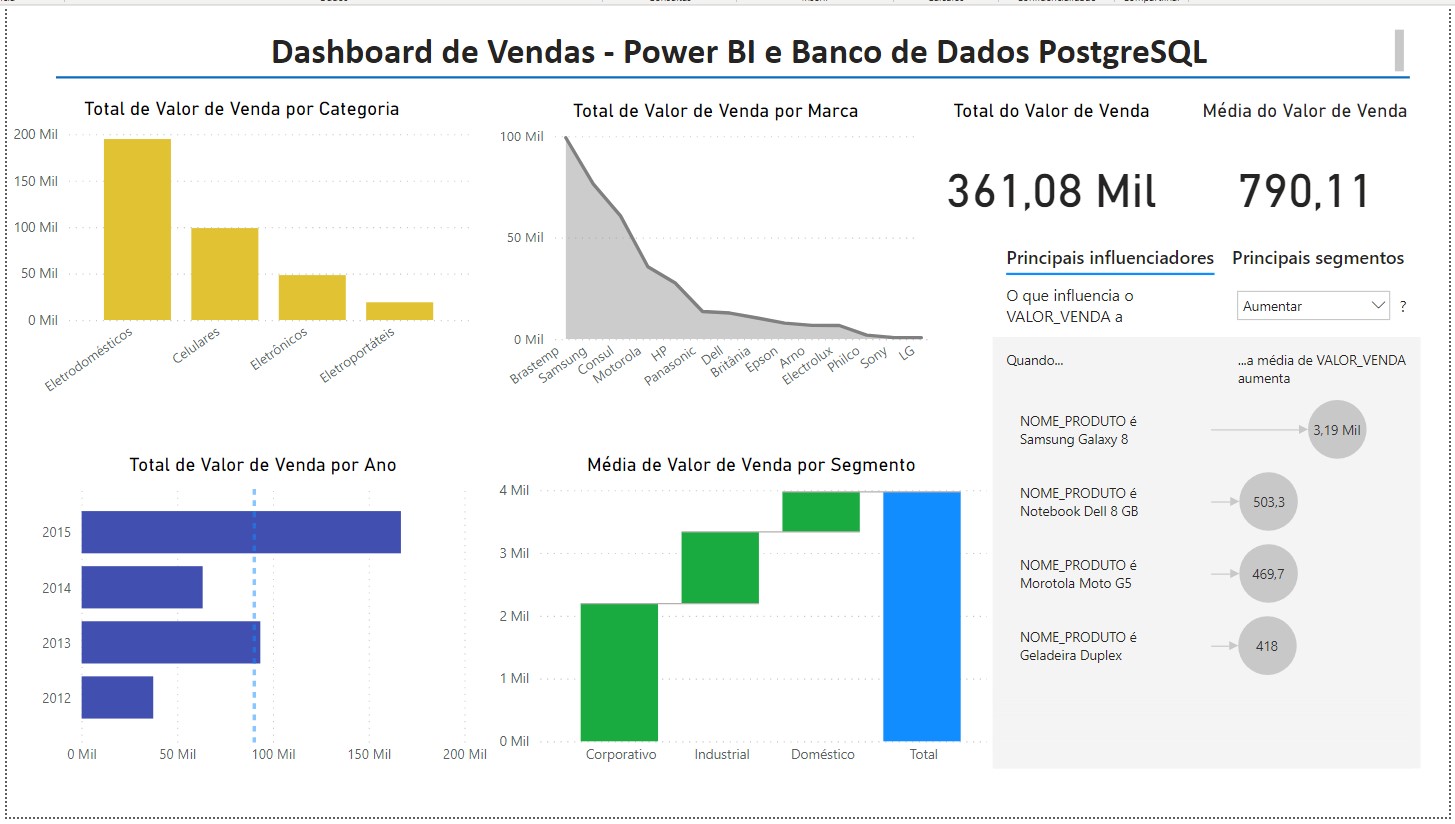 Dashboard de Vendas - Power BI e Banco de Dados PostgreSQL
Total de Valor de Venda por Categoria
200 Mil
150 Mil
100 Mil
50 Mil
0 Mil
Eletrodomésticos
Celulares
Eletrônicos
Eletroportáteis
Total de Valor de Venda por Marca
100 Mil
50 Mil
0 Mil
Brastemp
Samsung
Consul
Motorola
HP
Panasonic
Dell
Britânia
Epson
Arno
Electrolux
Philco
Sony
LG
Total do Valor de Venda
361,08 Mil
Média do Valor de Venda
790,11
Principais influenciadores
Principais segmentos
O que influencia o
VALOR_VENDA a
Aumentar
?
Quando...
...a média de VALOR_VENDA
aumenta
NOME_PRODUTO é
Samsung Galaxy 8
3,19 Mil
NOME_PRODUTO é
Notebook Dell 8 GB
503,3
NOME_PRODUTO é
Morotola Moto G5
469,7
NOME_PRODUTO é
Geladeira Duplex
418
Total de Valor de Venda por Ano
2015
2014
2013
2012
0 Mil
50 Mil
100 Mil
150 Mil
200 Mil
Média de Valor de Venda por Segmento
4 Mil
3 Mil
2 Mil
1 Mil
0 Mil
Corporativo
Industrial
Doméstico
Total